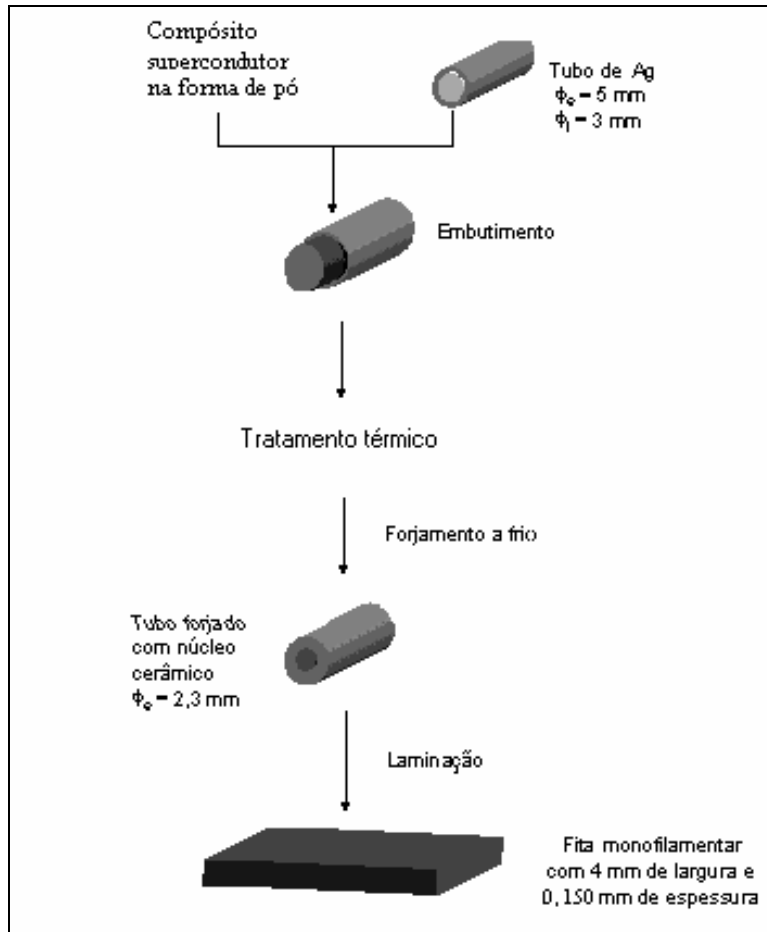 Compósito
supercondutor
na forma de pó
Tubo de Ag
ϕe = 5 mm
ϕi = 3 mm
Embutimento
Tratamento térmico
Forjamento a frio
Tubo forjado
com núcleo
cerâmico
ϕe = 2,3 mm
Laminação
Fita monofilamentar
com 4 mm de largura e
0,150 mm de espessura